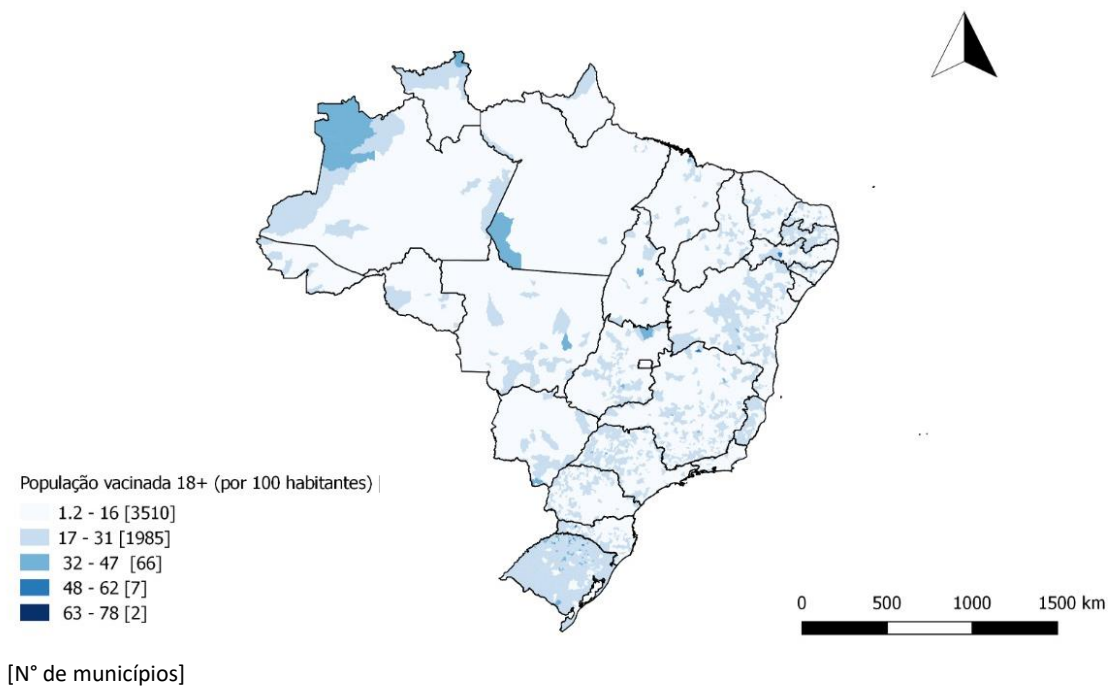 População vacinada 18+ (por 100 habitantes)
1.2 - 16 [3510]
17 - 31 [1985]
32 - 47 [66]
48 - 62 [7]
63 - 78 [2]
0 500 1000 1500 km
[N° de municípios]